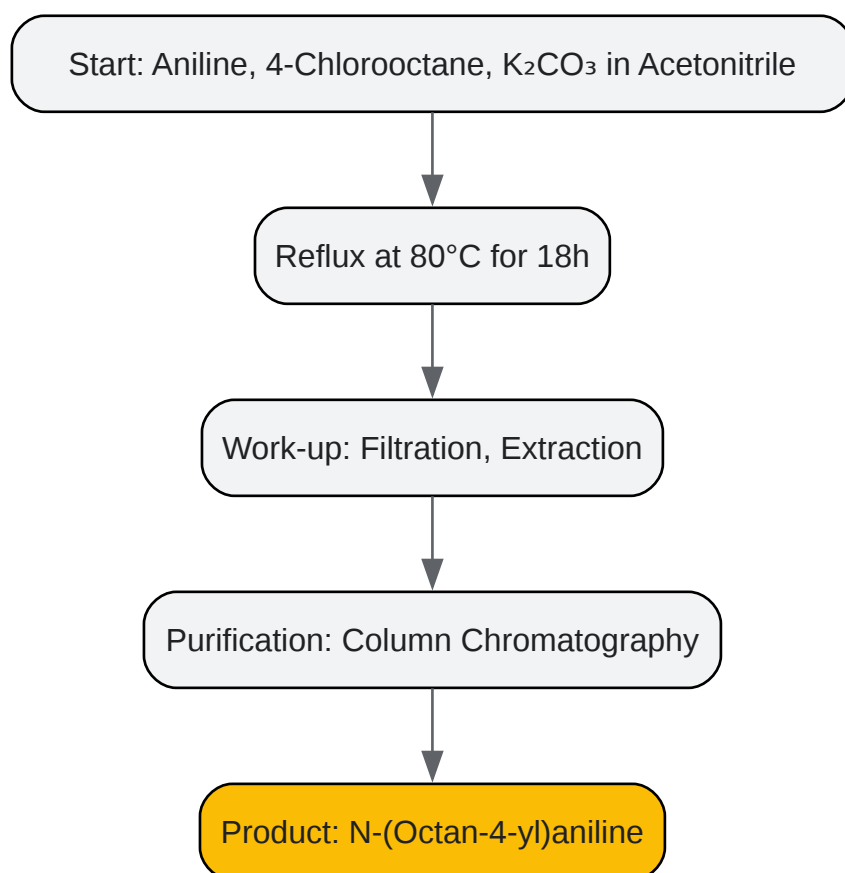 Start: Aniline, 4-Chlorooctane, K₂CO₃ in Acetonitrile
Reflux at 80°C for 18h
Work-up: Filtration, Extraction
Purification: Column Chromatography
Product: N-(Octan-4-yl)aniline